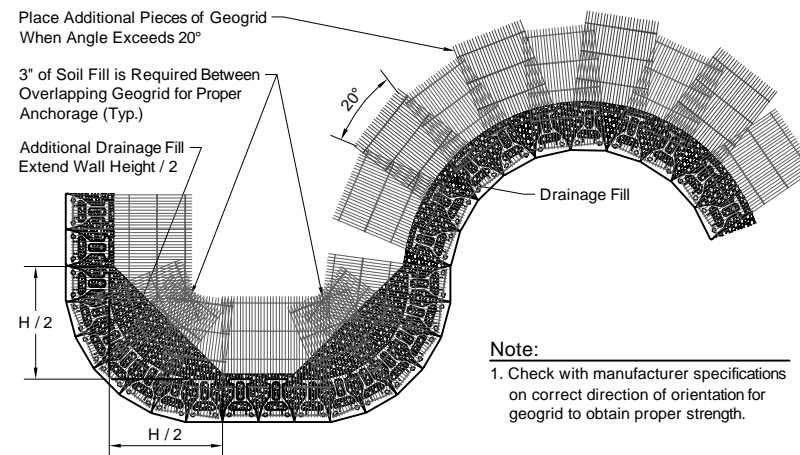 Place Additional Pieces of Geogrid
When Angle Exceeds 20°
3" of Soil Fill is Required Between
Overlapping Geogrid for Proper
Anchorage (Typ.)
20°
Additional Drainage Fill
Extend Wall Height / 2
Drainage Fill
H / 2
H / 2
Note:
1. Check with manufacturer specifications
on correct direction of orientation for
geogrid to obtain proper strength.